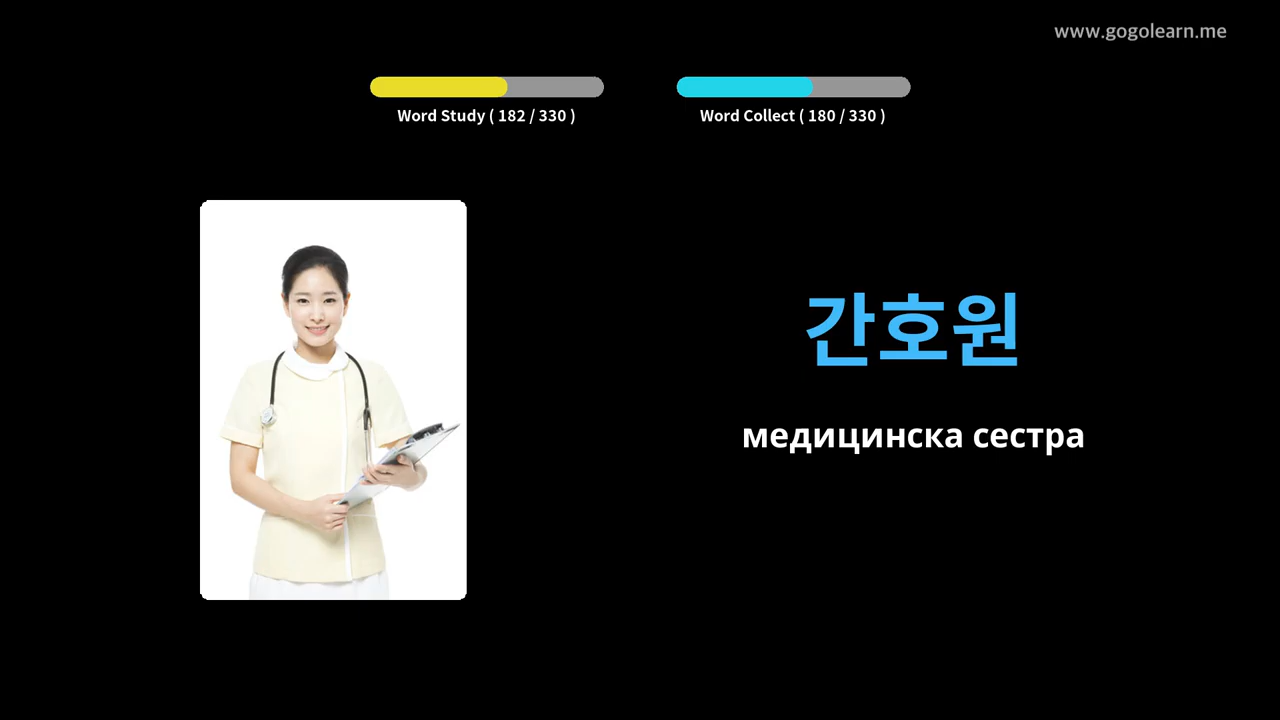 www.gogolearn.me
Word Study ( 182 / 330 )
Word Collect ( 180 / 330 )
간호원
медицинска сестра